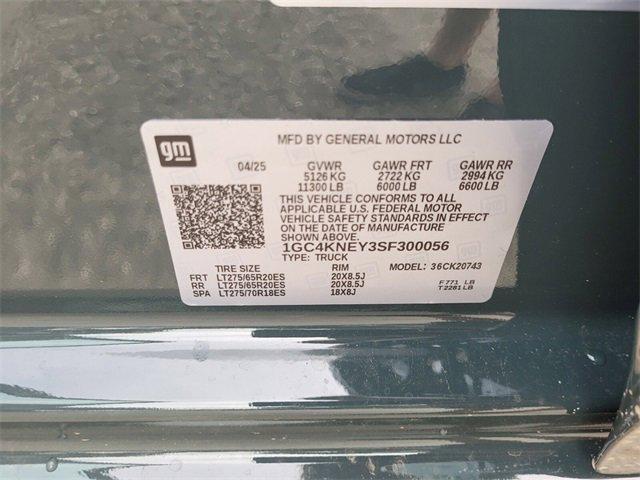 gm
MFD BY GENERAL MOTORS LLC
04/25 GVWR GAWR FRT GAWR RR
5126 KG 2722 KG 2994 KG
11300 LB 6000 LB 6600 LB
THIS VEHICLE CONFORMS TO ALL
APPLICABLE U.S. FEDERAL MOTOR
VEHICLE SAFETY STANDARDS IN EFFECT
ON THE DATE OF MANUFACTURE
SHOWN ABOVE.
1GC4KNEY3SF300056
TYPE: TRUCK
TIRE SIZE RIM MODEL: 36CK20743
FRT LT275/65R20ES 20X8.5J
RR LT275/65R20ES 20X8.5J F771 LB
SPA LT275/70R18ES 18X8J T2281LB